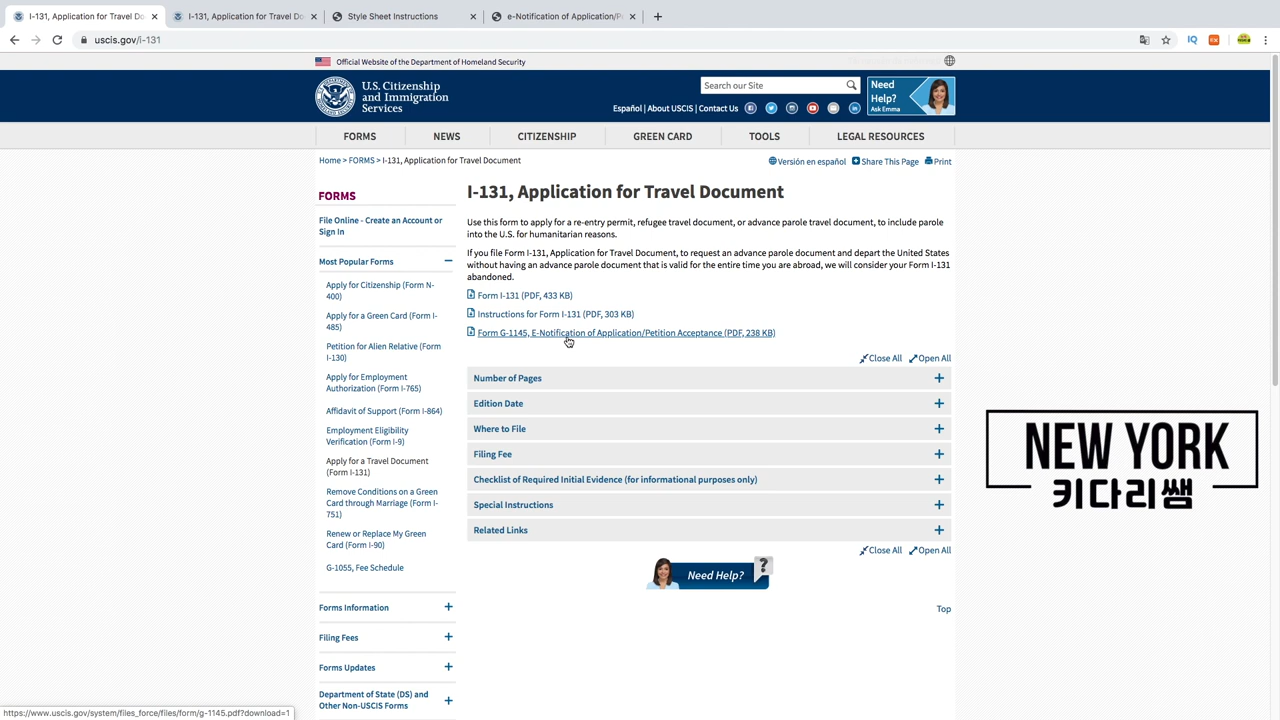 I-131, Application for Travel Do
I-131, Application for Travel Do
Style Sheet Instructions
e-Notification of Application/P
uscis.gov/i-131
Official Website of the Department of Homeland Security
U.S. Citizenship
and Immigration
Services
Search our Site
Need
Help?
Ask Emma
Español | About USCIS | Contact Us
FORMS
NEWS
CITIZENSHIP
GREEN CARD
TOOLS
LEGAL RESOURCES
Home > FORMS > I-131, Application for Travel Document
Versión en español
Share This Page
Print
FORMS
File Online - Create an Account or
Sign In
Most Popular Forms
Apply for Citizenship (Form N-
400)
Apply for a Green Card (Form I-
485)
Petition for Alien Relative (Form
I-130)
Apply for Employment
Authorization (Form I-765)
Affidavit of Support (Form I-864)
Employment Eligibility
Verification (Form I-9)
Apply for a Travel Document
(Form I-131)
Remove Conditions on a Green
Card through Marriage (Form I-
751)
Renew or Replace My Green
Card (Form I-90)
G-1055, Fee Schedule
Forms Information
Filing Fees
Forms Updates
Department of State (DS) and
Other Non-USCIS Forms
I-131, Application for Travel Document
Use this form to apply for a re-entry permit, refugee travel document, or advance parole travel document, to include parole
into the U.S. for humanitarian reasons.
If you file Form I-131, Application for Travel Document, to request an advance parole document and depart the United States
without having an advance parole document that is valid for the entire time you are abroad, we will consider your Form I-131
abandoned.
Form I-131 (PDF, 433 KB)
Instructions for Form I-131 (PDF, 303 KB)
Form G-1145, E-Notification of Application/Petition Acceptance (PDF, 238 KB)
Close All Open All
Number of Pages
Edition Date
Where to File
Filing Fee
Checklist of Required Initial Evidence (for informational purposes only)
Special Instructions
Related Links
Close All Open All
Need Help? ?
Top
NEW YORK
키다리쌤
https://www.uscis.gov/system/files_force/files/form/g-1145.pdf?download=1